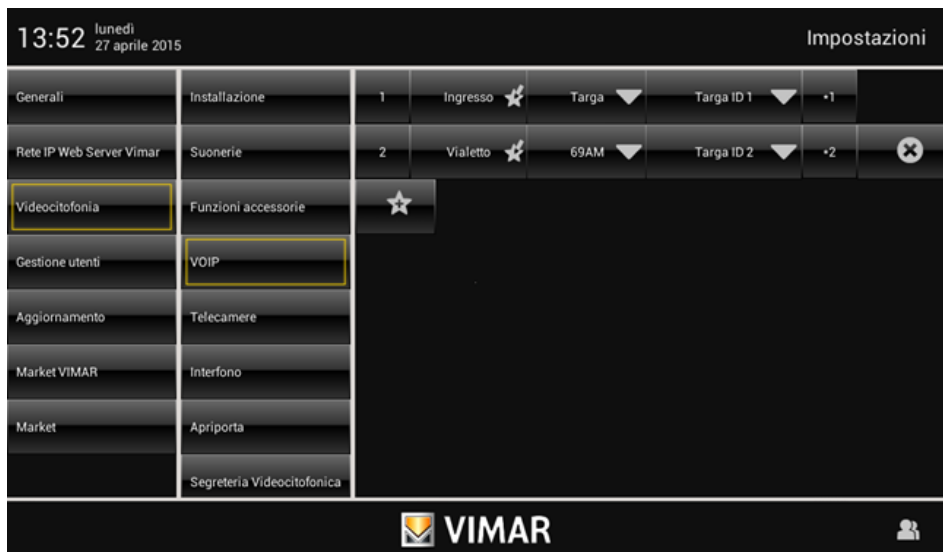 13:52 lunedì
27 aprile 2015
Impostazioni
Generali
Rete IP Web Server Vimar
Videocitofonia
Gestione utenti
Aggiornamento
Market VIMAR
Market
Installazione
Suonerie
Funzioni accessorie
VOIP
Telecamere
Interfono
Apriporta
Segreteria Videocitofonica
1 Ingresso Targa Targa ID 1 *1
2 Vialetto 69AM Targa ID 2 *2
VIMAR